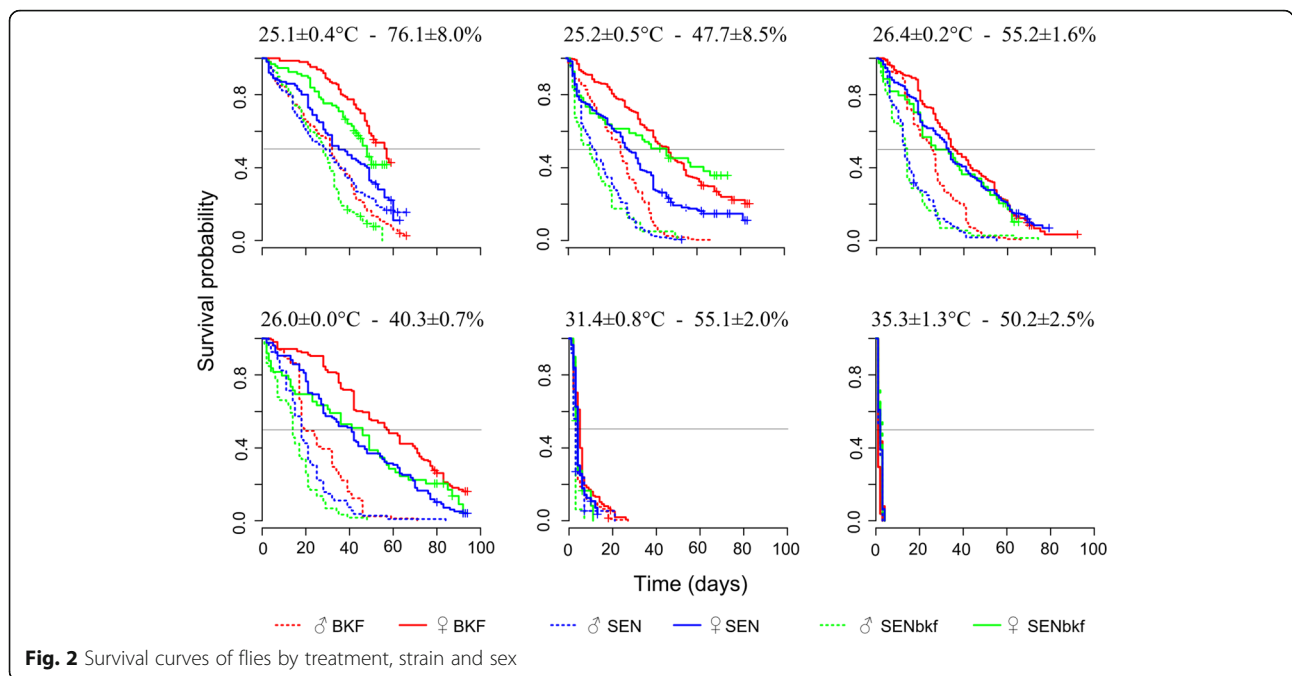 25.1±0.4°C - 76.1±8.0% 25.2±0.5°C - 47.7±8.5% 26.4±0.2°C - 55.2±1.6%
0.0 0.4 0.8
0.0 0.4 0.8
0.0 0.4 0.8
Survival probability
26.0±0.0°C - 40.3±0.7% 31.4±0.8°C - 55.1±2.0% 35.3±1.3°C - 50.2±2.5%
0.0 0.4 0.8
0.0 0.4 0.8
0.0 0.4 0.8
0 20 40 60 80 100 0 20 40 60 80 100 0 20 40 60 80 100
Time (days)
♂ BKF ♀ BKF ♂ SEN ♀ SEN ♂ SENbkf ♀ SENbkf
Fig. 2 Survival curves of flies by treatment, strain and sex